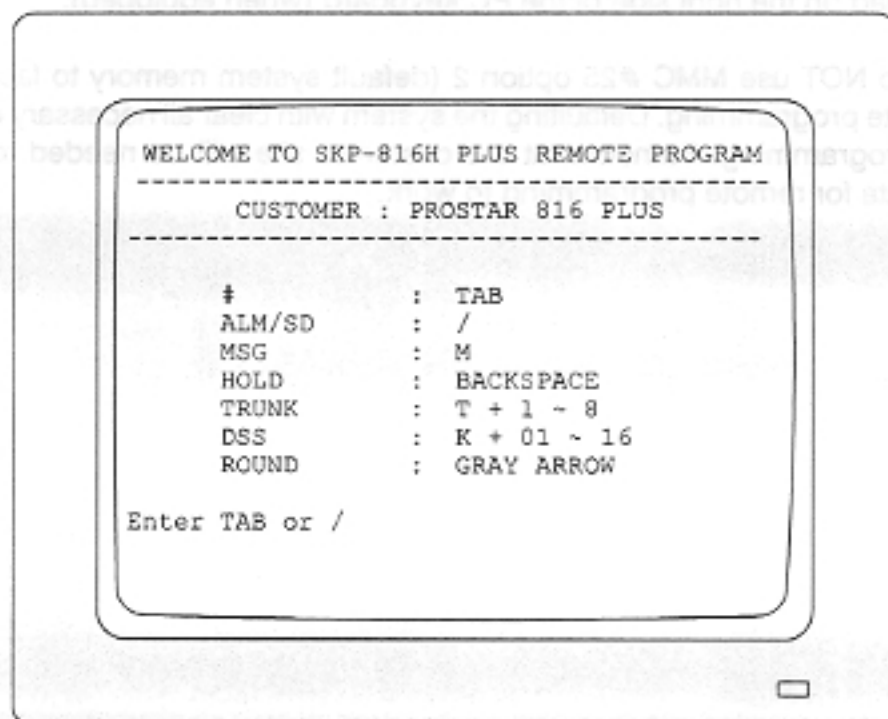 WELCOME TO SKP-816H PLUS REMOTE PROGRAM
CUSTOMER : PROSTAR 816 PLUS
# : TAB
ALM/SD : /
MSG : M
HOLD : BACKSPACE
TRUNK : T + 1 ~ 8
DSS : K + 01 ~ 16
ROUND : GRAY ARROW
Enter TAB or /